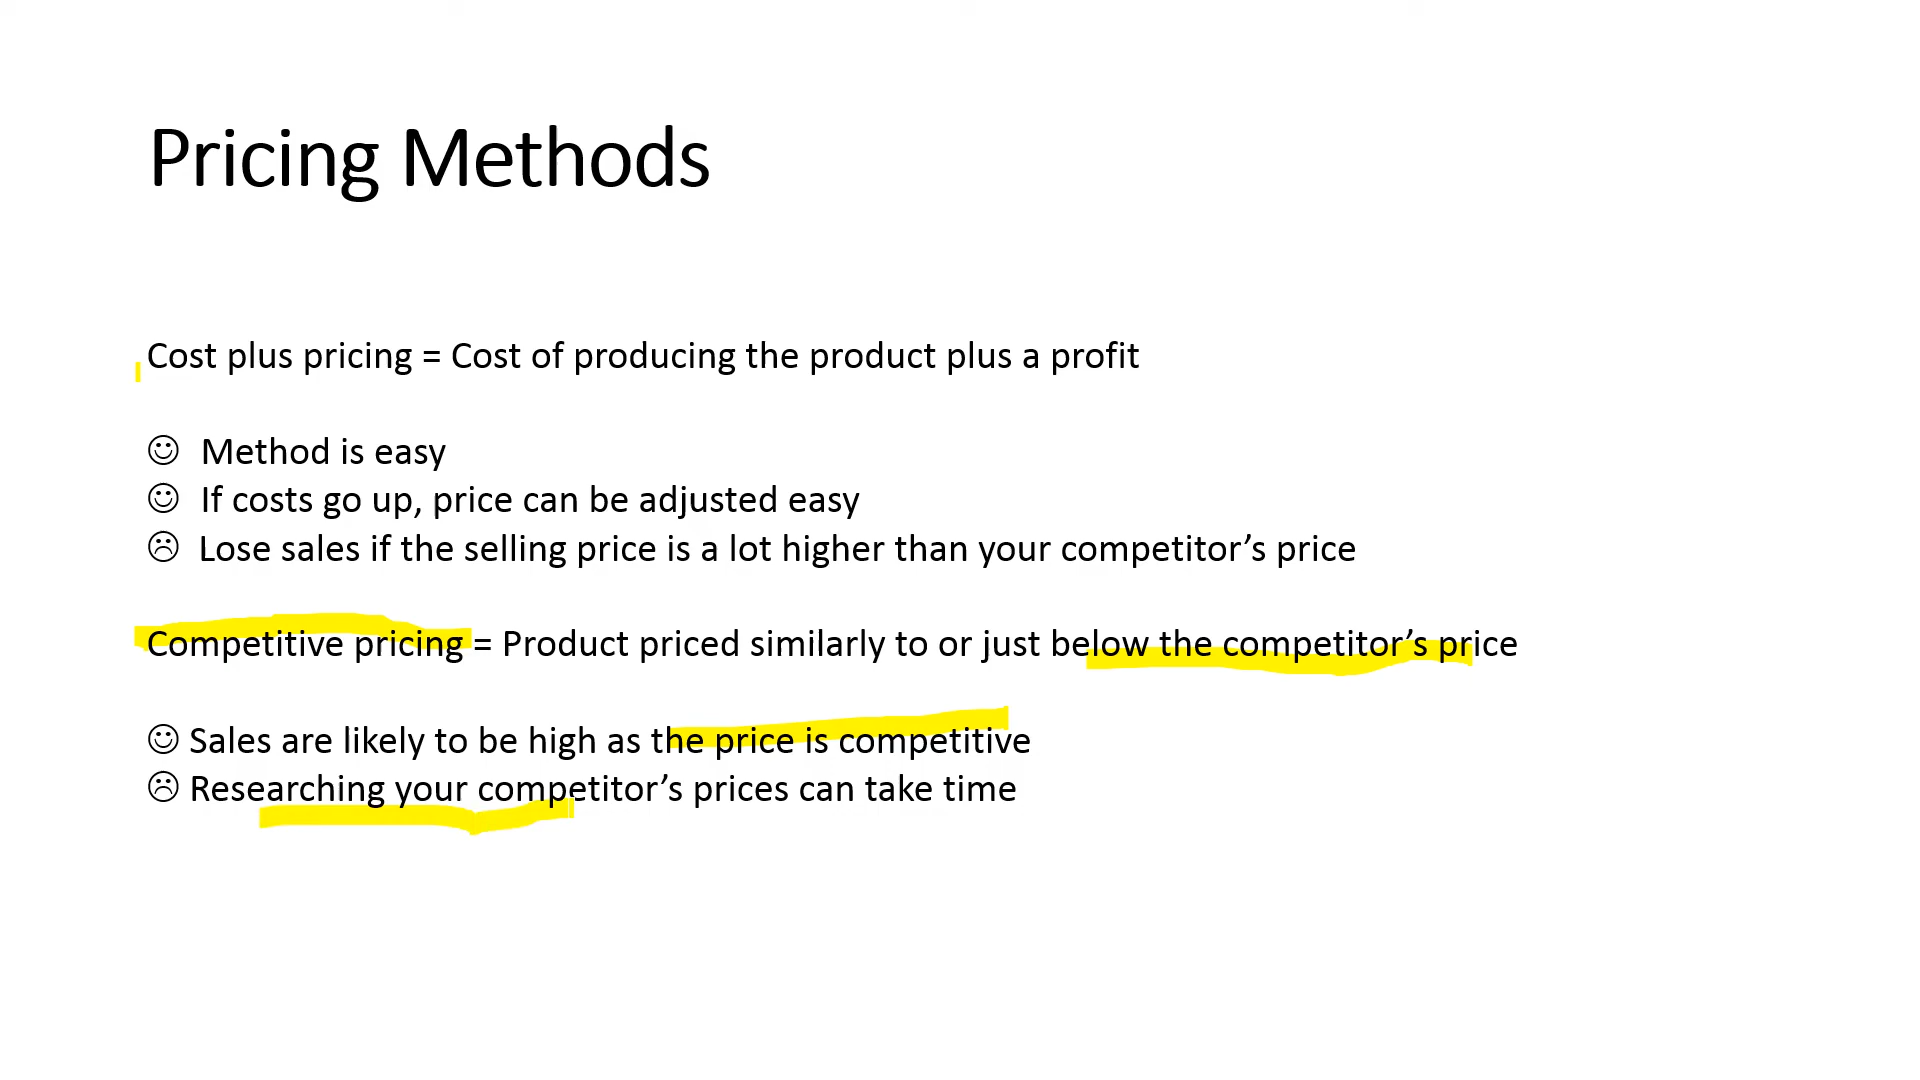 Pricing Methods
Cost plus pricing = Cost of producing the product plus a profit
☺ Method is easy
☺ If costs go up, price can be adjusted easy
☹ Lose sales if the selling price is a lot higher than your competitor’s price
Competitive pricing = Product priced similarly to or just below the competitor’s price
☺ Sales are likely to be high as the price is competitive
☹ Researching your competitor’s prices can take time